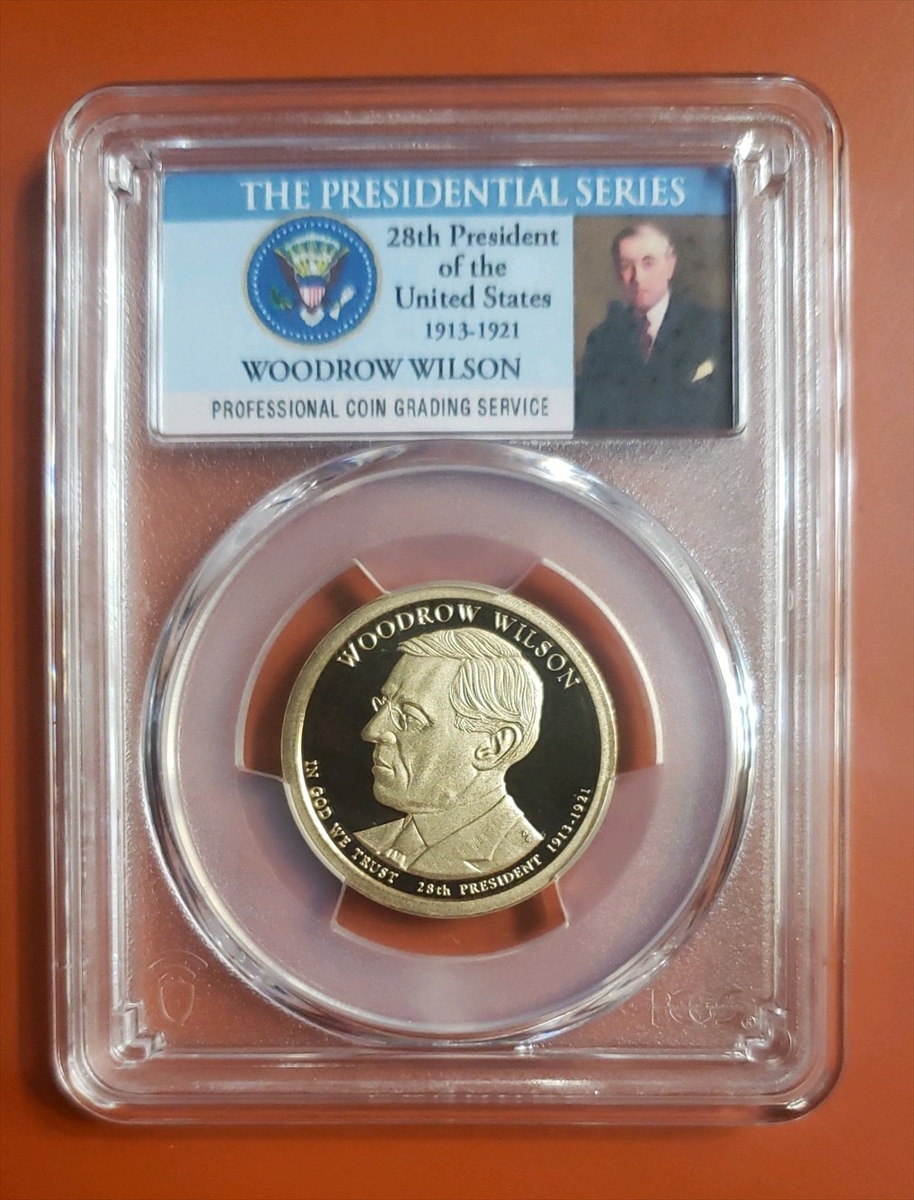 THE PRESIDENTIAL SERIES
28th President
of the
United States
1913-1921
WOODROW WILSON
PROFESSIONAL COIN GRADING SERVICE
WOODROW WILSON
IN GOD WE TRUST
28th PRESIDENT 1913-1921
PCGS